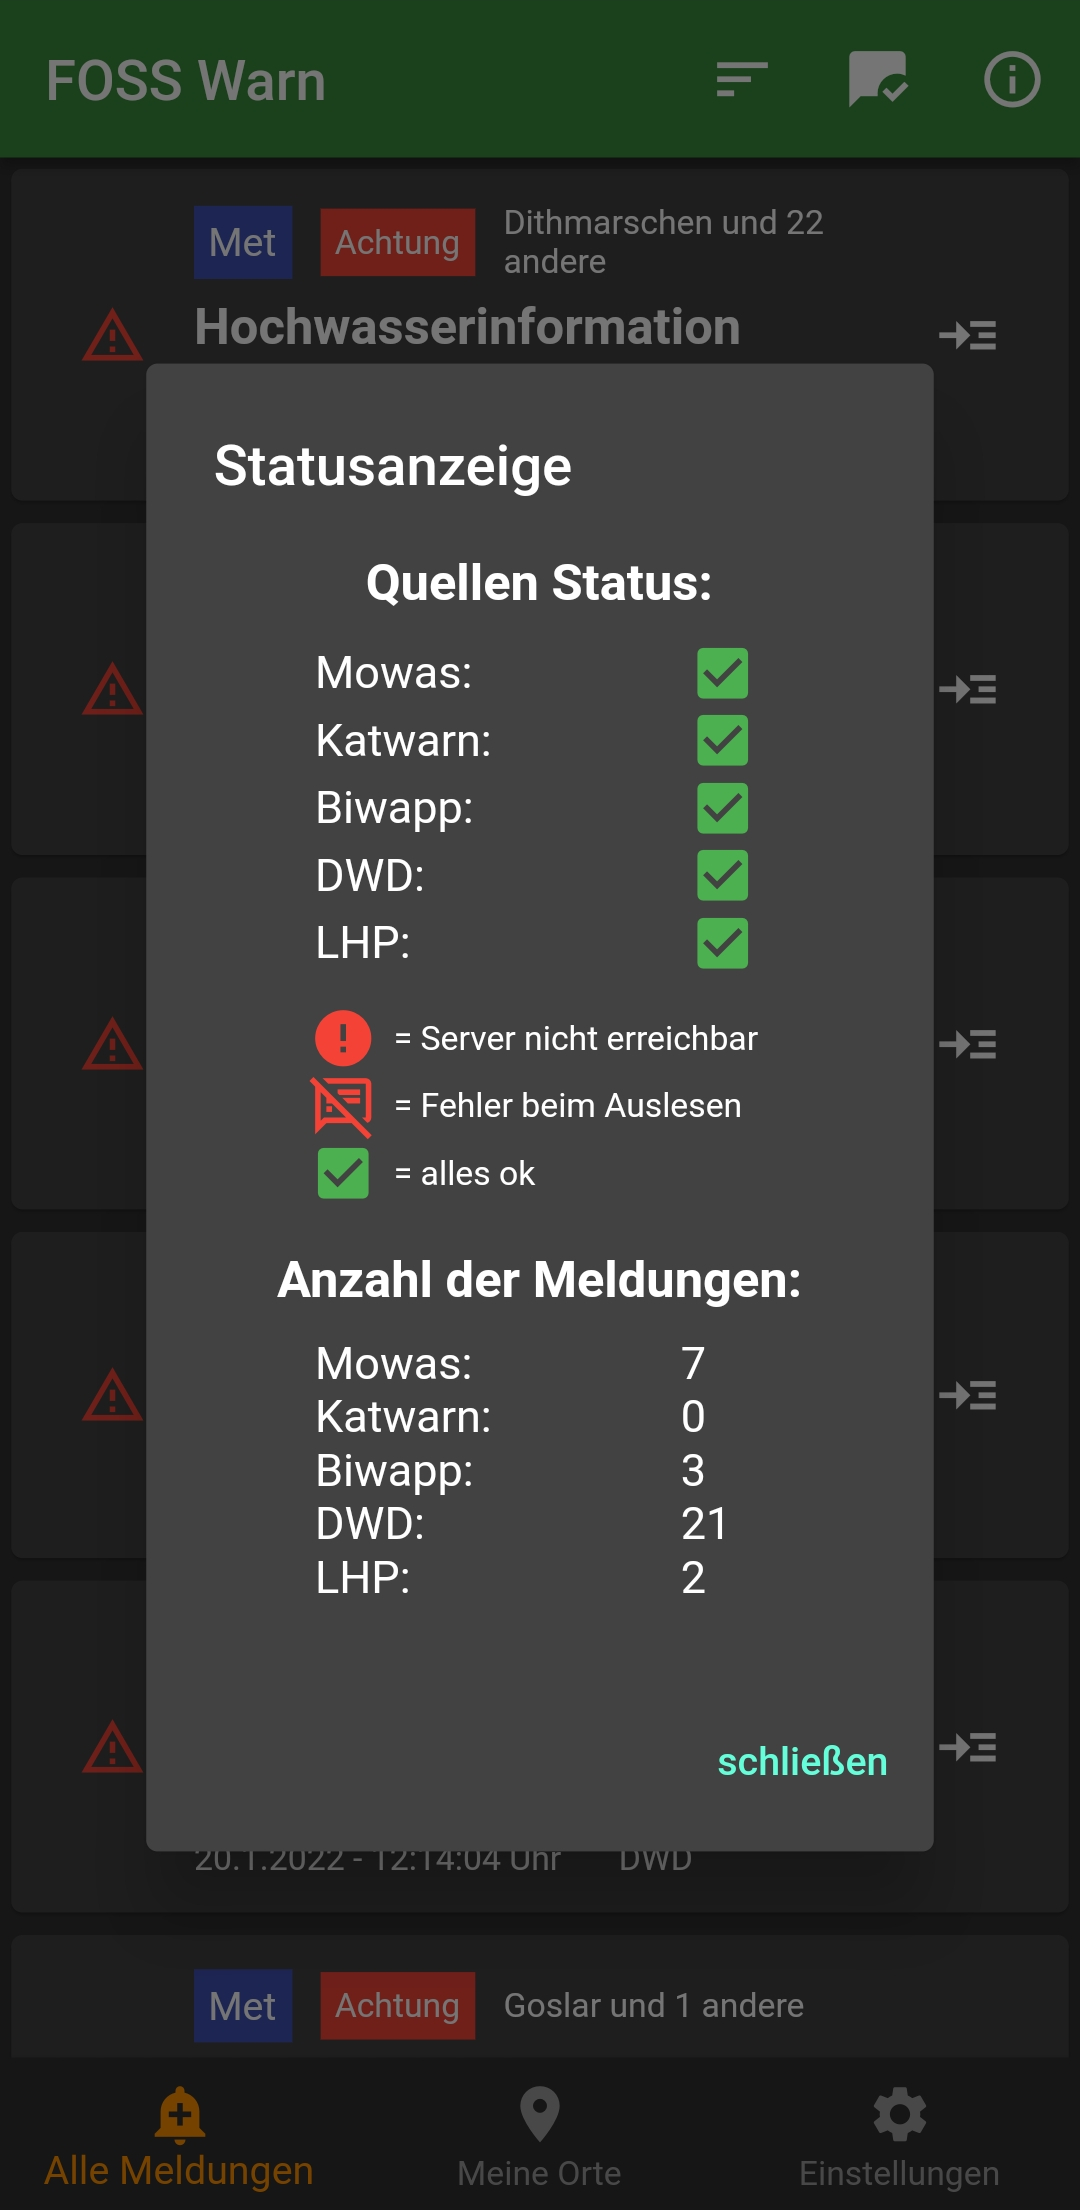 FOSS Warn
Met Achtung Dithmarschen und 22
andere
Hochwasserinformation
Statusanzeige
Quellen Status:
Mowas:
Katwarn:
Biwapp:
DWD:
LHP:
= Server nicht erreichbar
= Fehler beim Auslesen
= alles ok
Anzahl der Meldungen:
Mowas: 7
Katwarn: 0
Biwapp: 3
DWD: 21
LHP: 2
schließen
20.1.2022 - 12:14:04 Uhr DWD
Met Achtung Goslar und 1 andere
Alle Meldungen Meine Orte Einstellungen